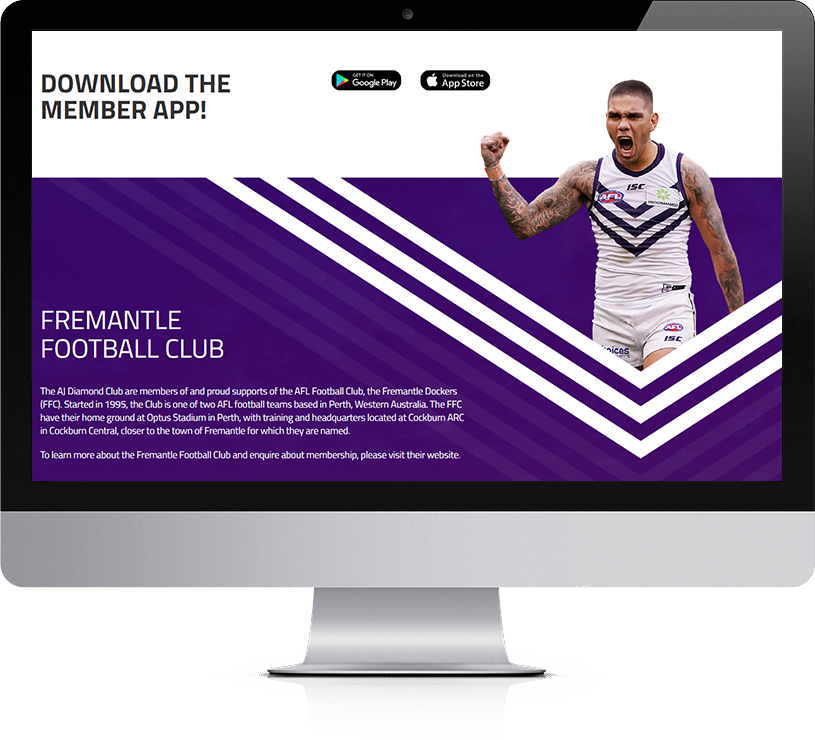 DOWNLOAD THE
MEMBER APP!
GET IT ON
Google Play
Download on the
App Store
ISC
AFL
PROGRAMMED
FREMANTLE
FOOTBALL CLUB
AFL
ISC
The AJ Diamond Club are members of and proud supports of the AFL Football Club, the Fremantle Dockers
(FFC). Started in 1995, the Club is one of two AFL football teams based in Perth, Western Australia. The FFC
have their home ground at Optus Stadium in Perth, with training and headquarters located at Cockburn ARC
in Cockburn Central, closer to the town of Fremantle for which they are named.
To learn more about the Fremantle Football Club and enquire about membership, please visit their website.